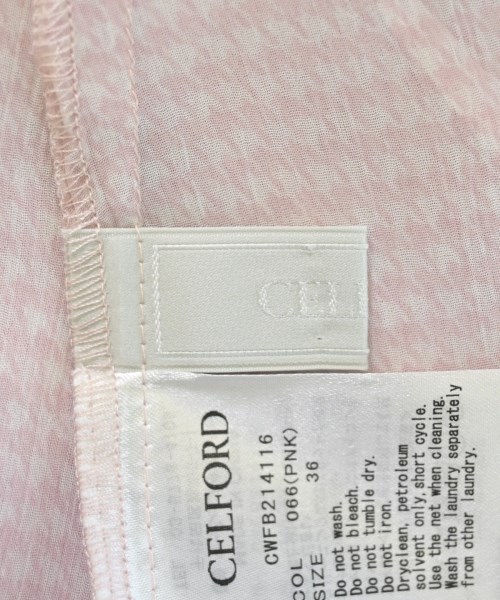 CEL
CELFORD
CWFB214116
COL 066(PNK)
SIZE 36
Do not wash.
Do not bleach.
Do not tumble dry.
Do not iron.
Dryclean, petroleum
solvent only,short cycle.
Use the net when cleaning.
Wash the laundry separately
from other laundry.